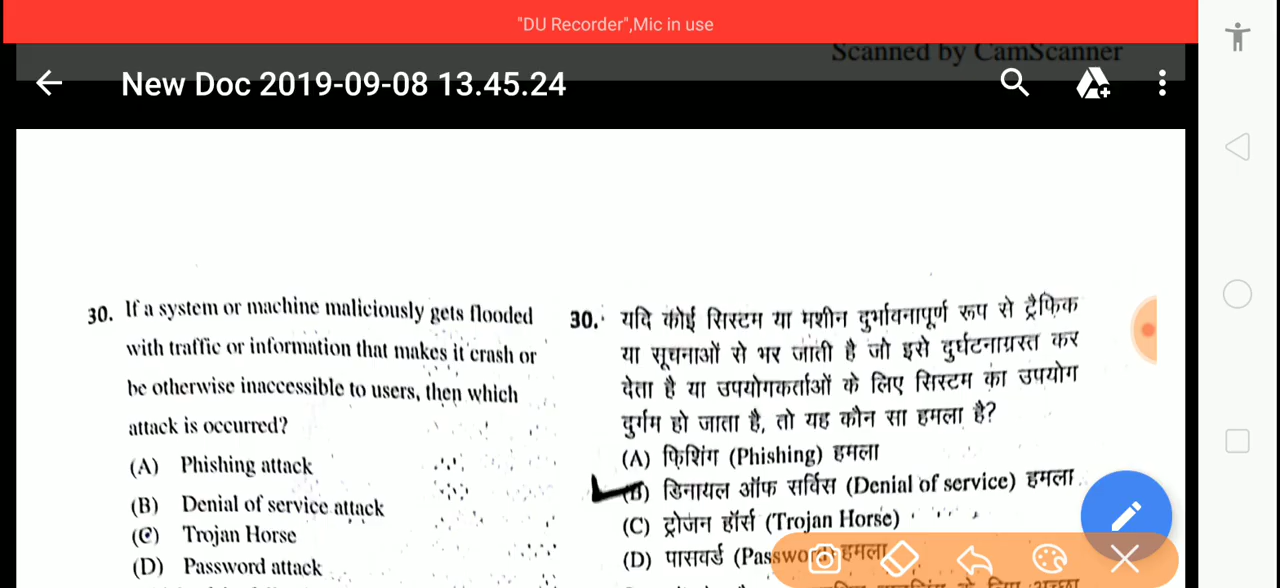 "DU Recorder",Mic in use
Scanned by CamScanner
New Doc 2019-09-08 13.45.24
30. If a system or machine maliciously gets flooded
with traffic or information that makes it crash or
be otherwise inaccessible to users, then which
attack is occurred?
(A) Phishing attack
(B) Denial of service attack
(C) Trojan Horse
(D) Password attack
30. यदि कोई सिस्टम या मशीन दुर्भावनापूर्ण रूप से ट्रैफिक
या सूचनाओं से भर जाती है जो इसे दुर्घटनाग्रस्त कर
देता है या उपयोगकर्ताओं के लिए सिस्टम का उपयोग
दुर्गम हो जाता है, तो यह कौन सा हमला है?
(A) फ़िशिंग (Phishing) हमला
(B) डिनायल ऑफ सर्विस (Denial of service) हमला
(C) ट्रोजन हॉर्स (Trojan Horse)
(D) पासवर्ड (Password) हमला